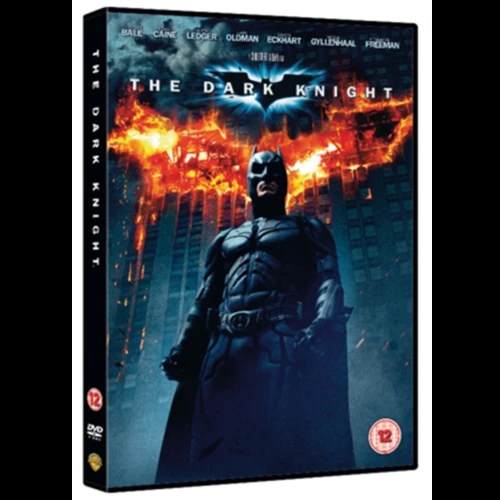 BALE CAINE LEDGER OLDMAN ECKHART GYLLENHAAL FREEMAN
THE DARK KNIGHT
12
THE DARK KNIGHT
12
DVD